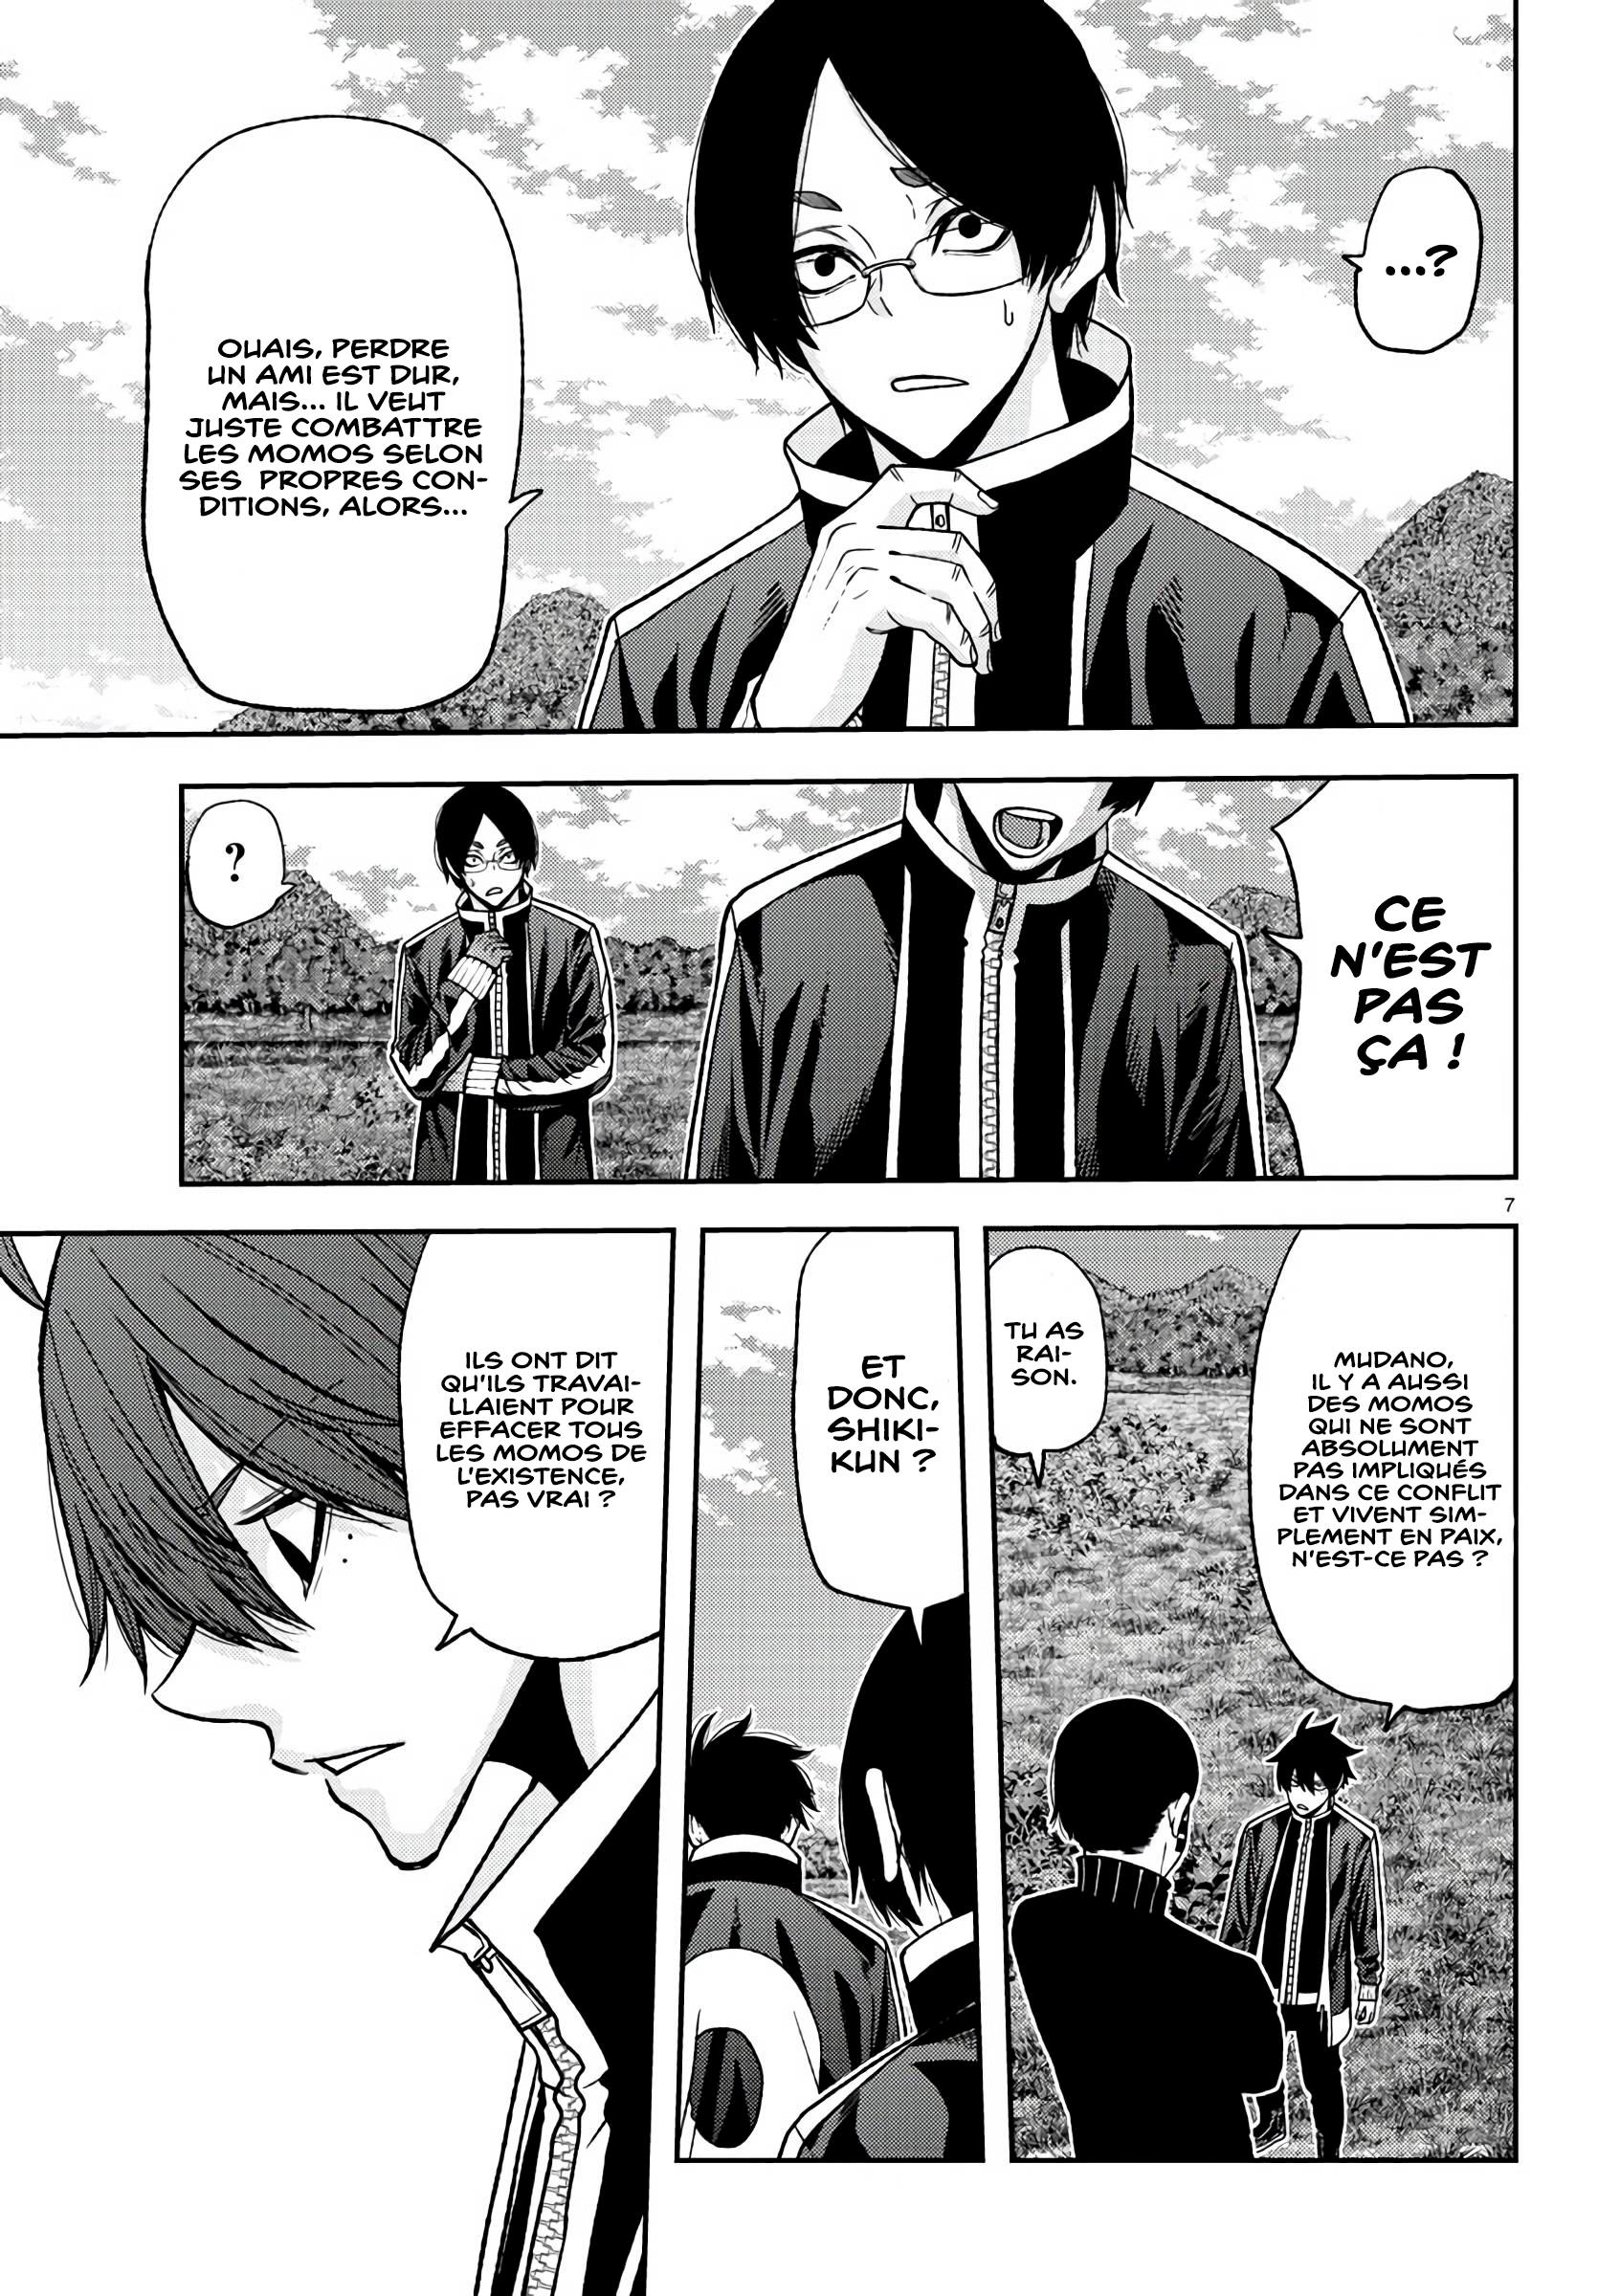 ...?
OUAIS, PERDRE
UN AMI EST DUR,
MAIS... IL VEUT
JUSTE COMBATTRE
LES MOMOS SELON
SES PROPRES CON-
DITIONS, ALORS...
CE
N'EST
PAS
ÇA !
?
7
MUDANO,
IL Y A AUSSI
DES MOMOS
QUI NE SONT
ABSOLUMENT
PAS IMPLIQUÉS
DANS CE CONFLIT
ET VIVENT SIM-
PLEMENT EN PAIX,
N'EST-CE PAS ?
TU AS
RAI-
SON.
ET
DONC,
SHIKI-
KUN ?
ILS ONT DIT
QU'ILS TRAVAI-
LLAIENT POUR
EFFACER TOUS
LES MOMOS DE
L'EXISTENCE,
PAS VRAI ?